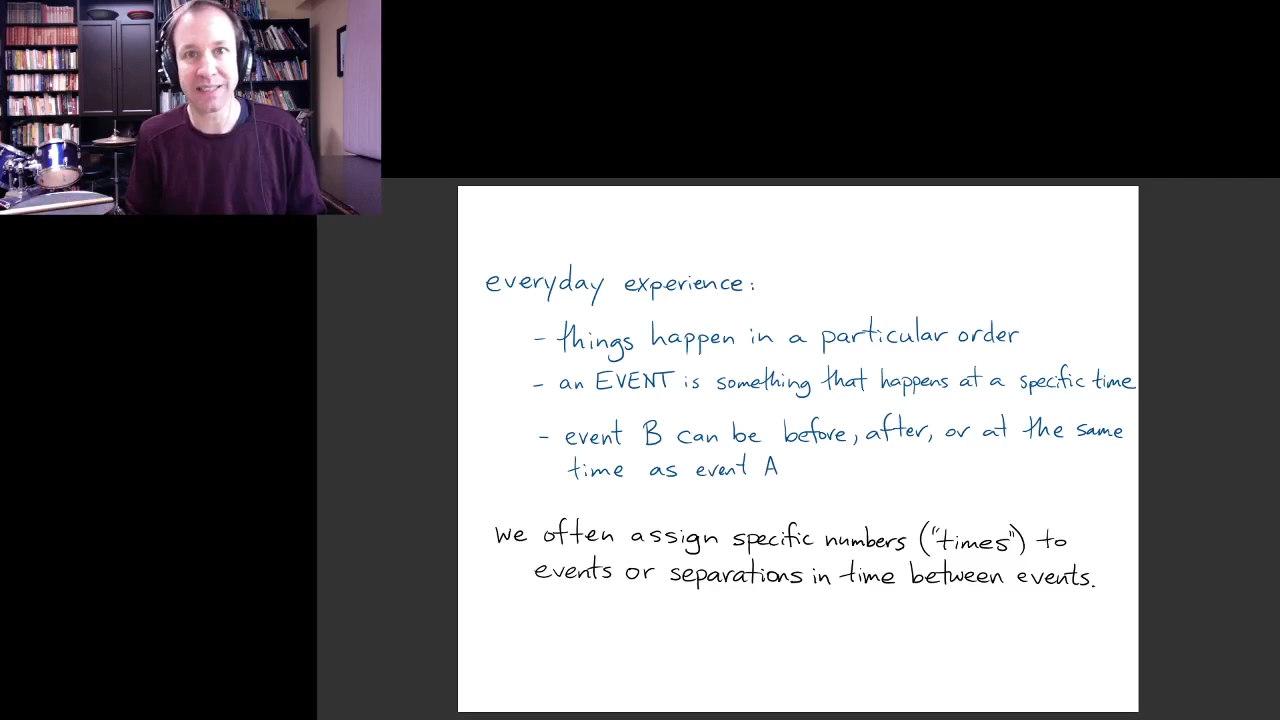 everyday experience:
- things happen in a particular order
- an EVENT is something that happens at a specific time
- event B can be before, after, or at the same
time as event A
we often assign specific numbers ("times") to
events or separations in time between events.